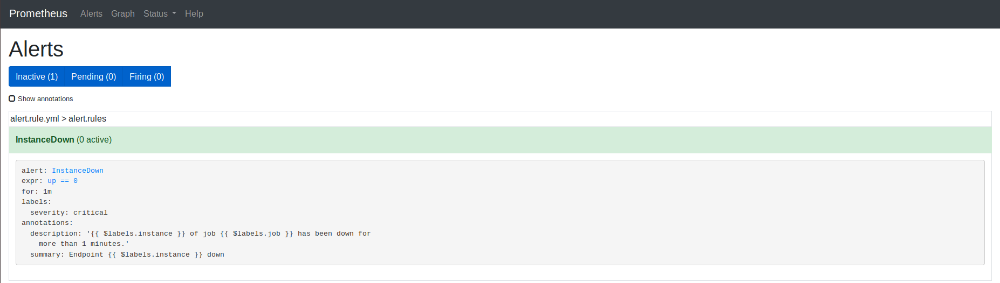 Prometheus Alerts Graph Status Help
Alerts
Inactive (1) Pending (0) Firing (0)
Show annotations
alert.rule.yml > alert.rules
InstanceDown (0 active)
alert: InstanceDown
expr: up == 0
for: 1m
labels:
  severity: critical
annotations:
  description: '{{ $labels.instance }} of job {{ $labels.job }} has been down for
    more than 1 minutes.'
  summary: Endpoint {{ $labels.instance }} down